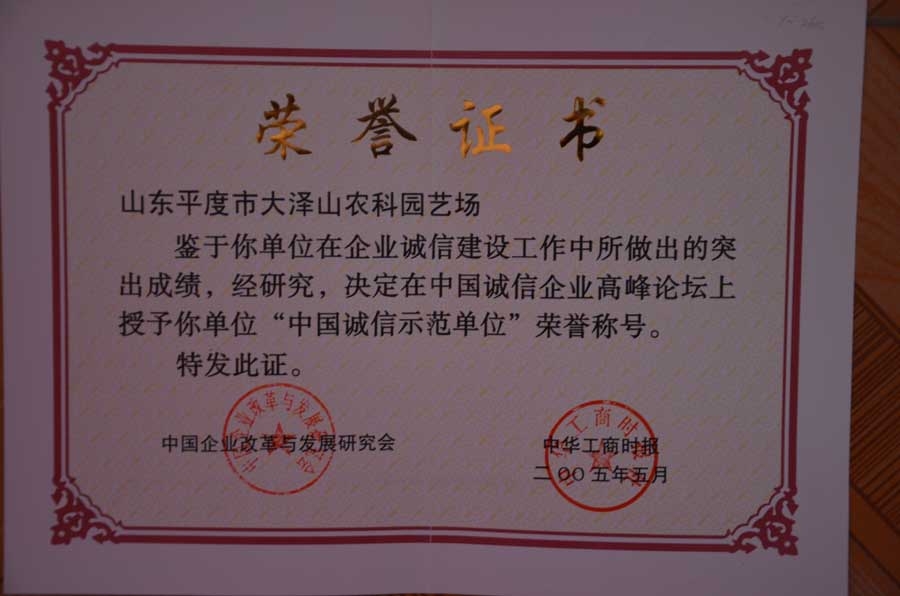 荣誉证书
山东平度市大泽山农科园艺场
鉴于你单位在企业诚信建设工作中所做出的突
出成绩，经研究，决定在中国诚信企业高峰论坛上
授予你单位“中国诚信示范单位”荣誉称号。
特发此证。
中国企业改革与发展研究会
中华工商时报
二〇〇五年五月